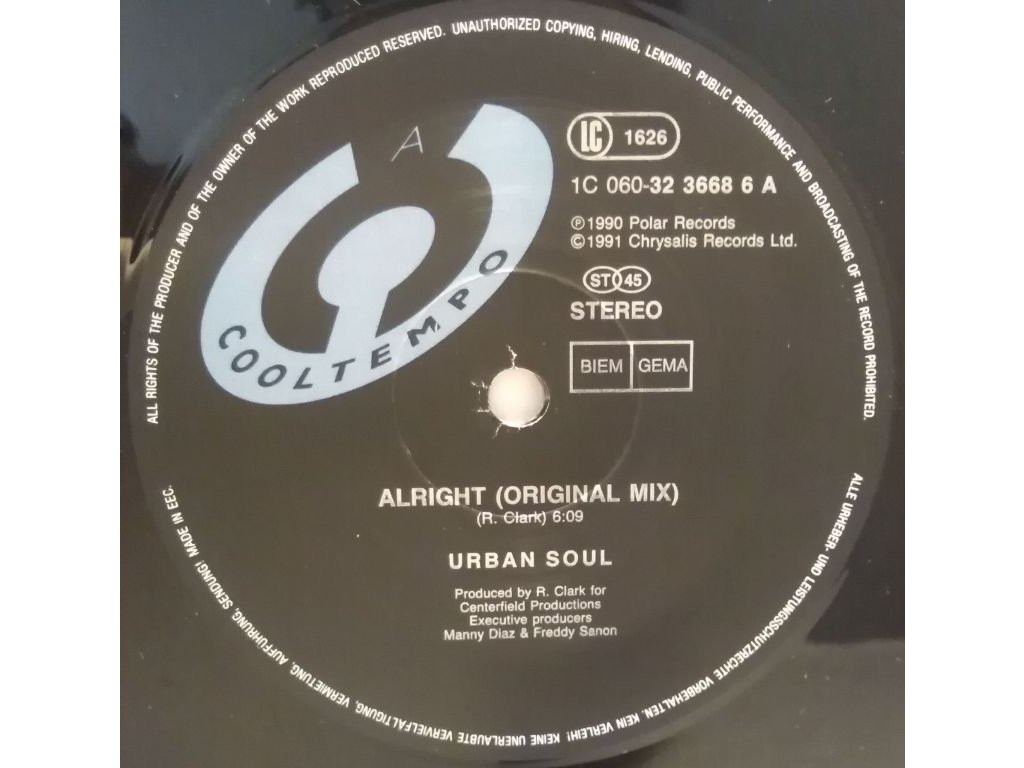 ALL RIGHTS OF THE PRODUCER AND OF THE OWNER OF THE WORK REPRODUCED RESERVED. UNAUTHORIZED COPYING, HIRING, LENDING, PUBLIC PERFORMANCE AND BROADCASTING OF THE RECORD PROHIBITED.
A
COOLTEMPO
LC 1626
1C 060-32 3668 6 A
℗1990 Polar Records
©1991 Chrysalis Records Ltd.
ST 45
STEREO
BIEM GEMA
ALRIGHT (ORIGINAL MIX)
(R. Clark) 6:09
URBAN SOUL
Produced by R. Clark for
Centerfield Productions
Executive producers
Manny Diaz & Freddy Sanon
ALLE URHEBER- UND LEISTUNGSSCHUTZRECHTE VORBEHALTEN. KEIN VERLEIH! KEINE UNERLAUBTE VERVIELFÄLTIGUNG, VERMIETUNG, AUFFÜHRUNG, SENDUNG! MADE IN EEC.